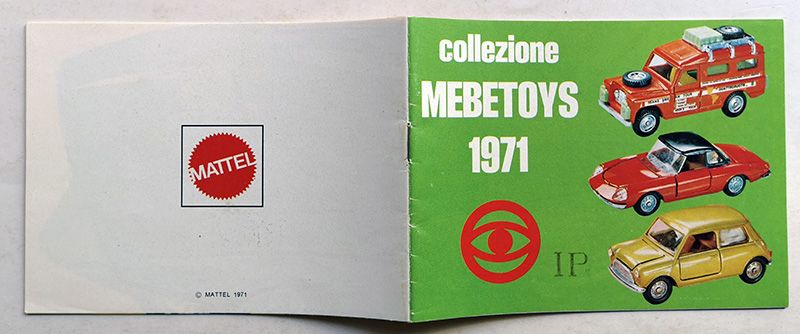 MATTEL
© MATTEL 1971
collezione
MEBETOYS
1971
IP